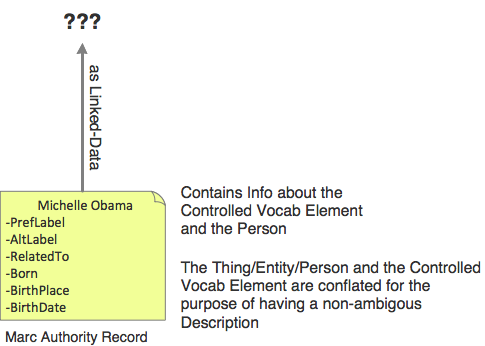 ???
as Linked-Data
Michelle Obama
-PrefLabel
-AltLabel
-RelatedTo
-Born
-BirthPlace
-BirthDate
Marc Authority Record
Contains Info about the
Controlled Vocab Element
and the Person
The Thing/Entity/Person and the Controlled
Vocab Element are conflated for the
purpose of having a non-ambigous
Description